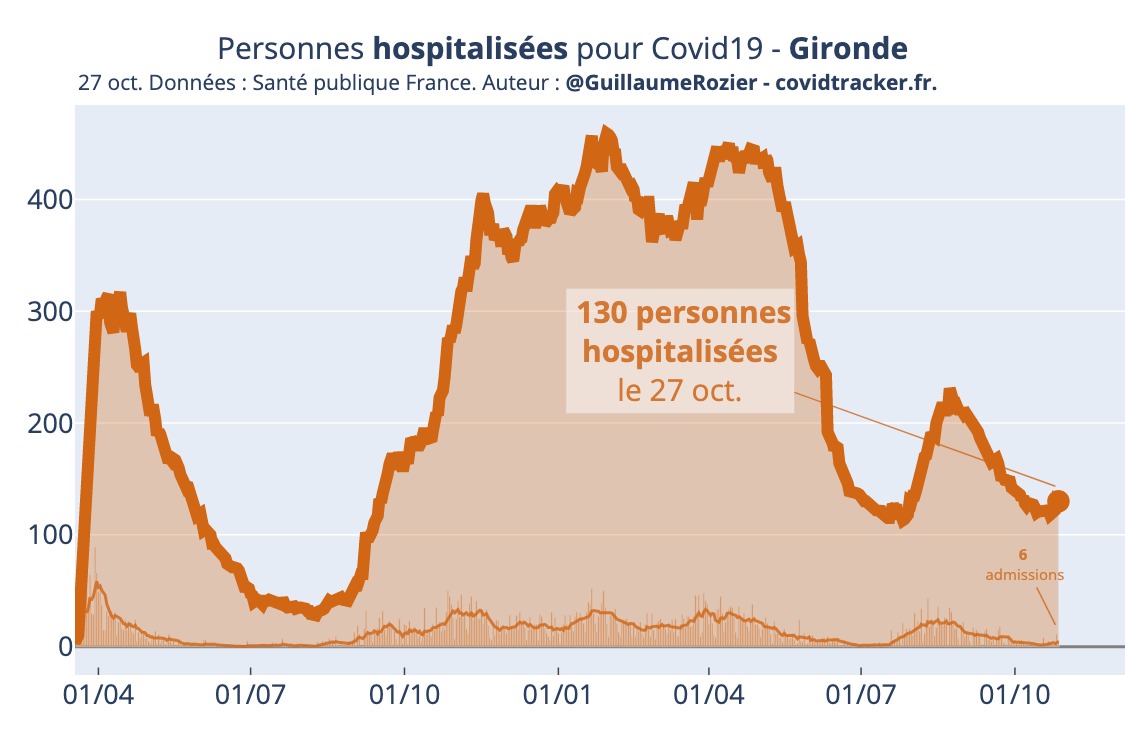 Personnes hospitalisées pour Covid19 - Gironde
27 oct. Données : Santé publique France. Auteur : @GuillaumeRozier - covidtracker.fr.
400
300
200
100
0
130 personnes
hospitalisées
le 27 oct.
6
admissions
01/04
01/07
01/10
01/01
01/04
01/07
01/10